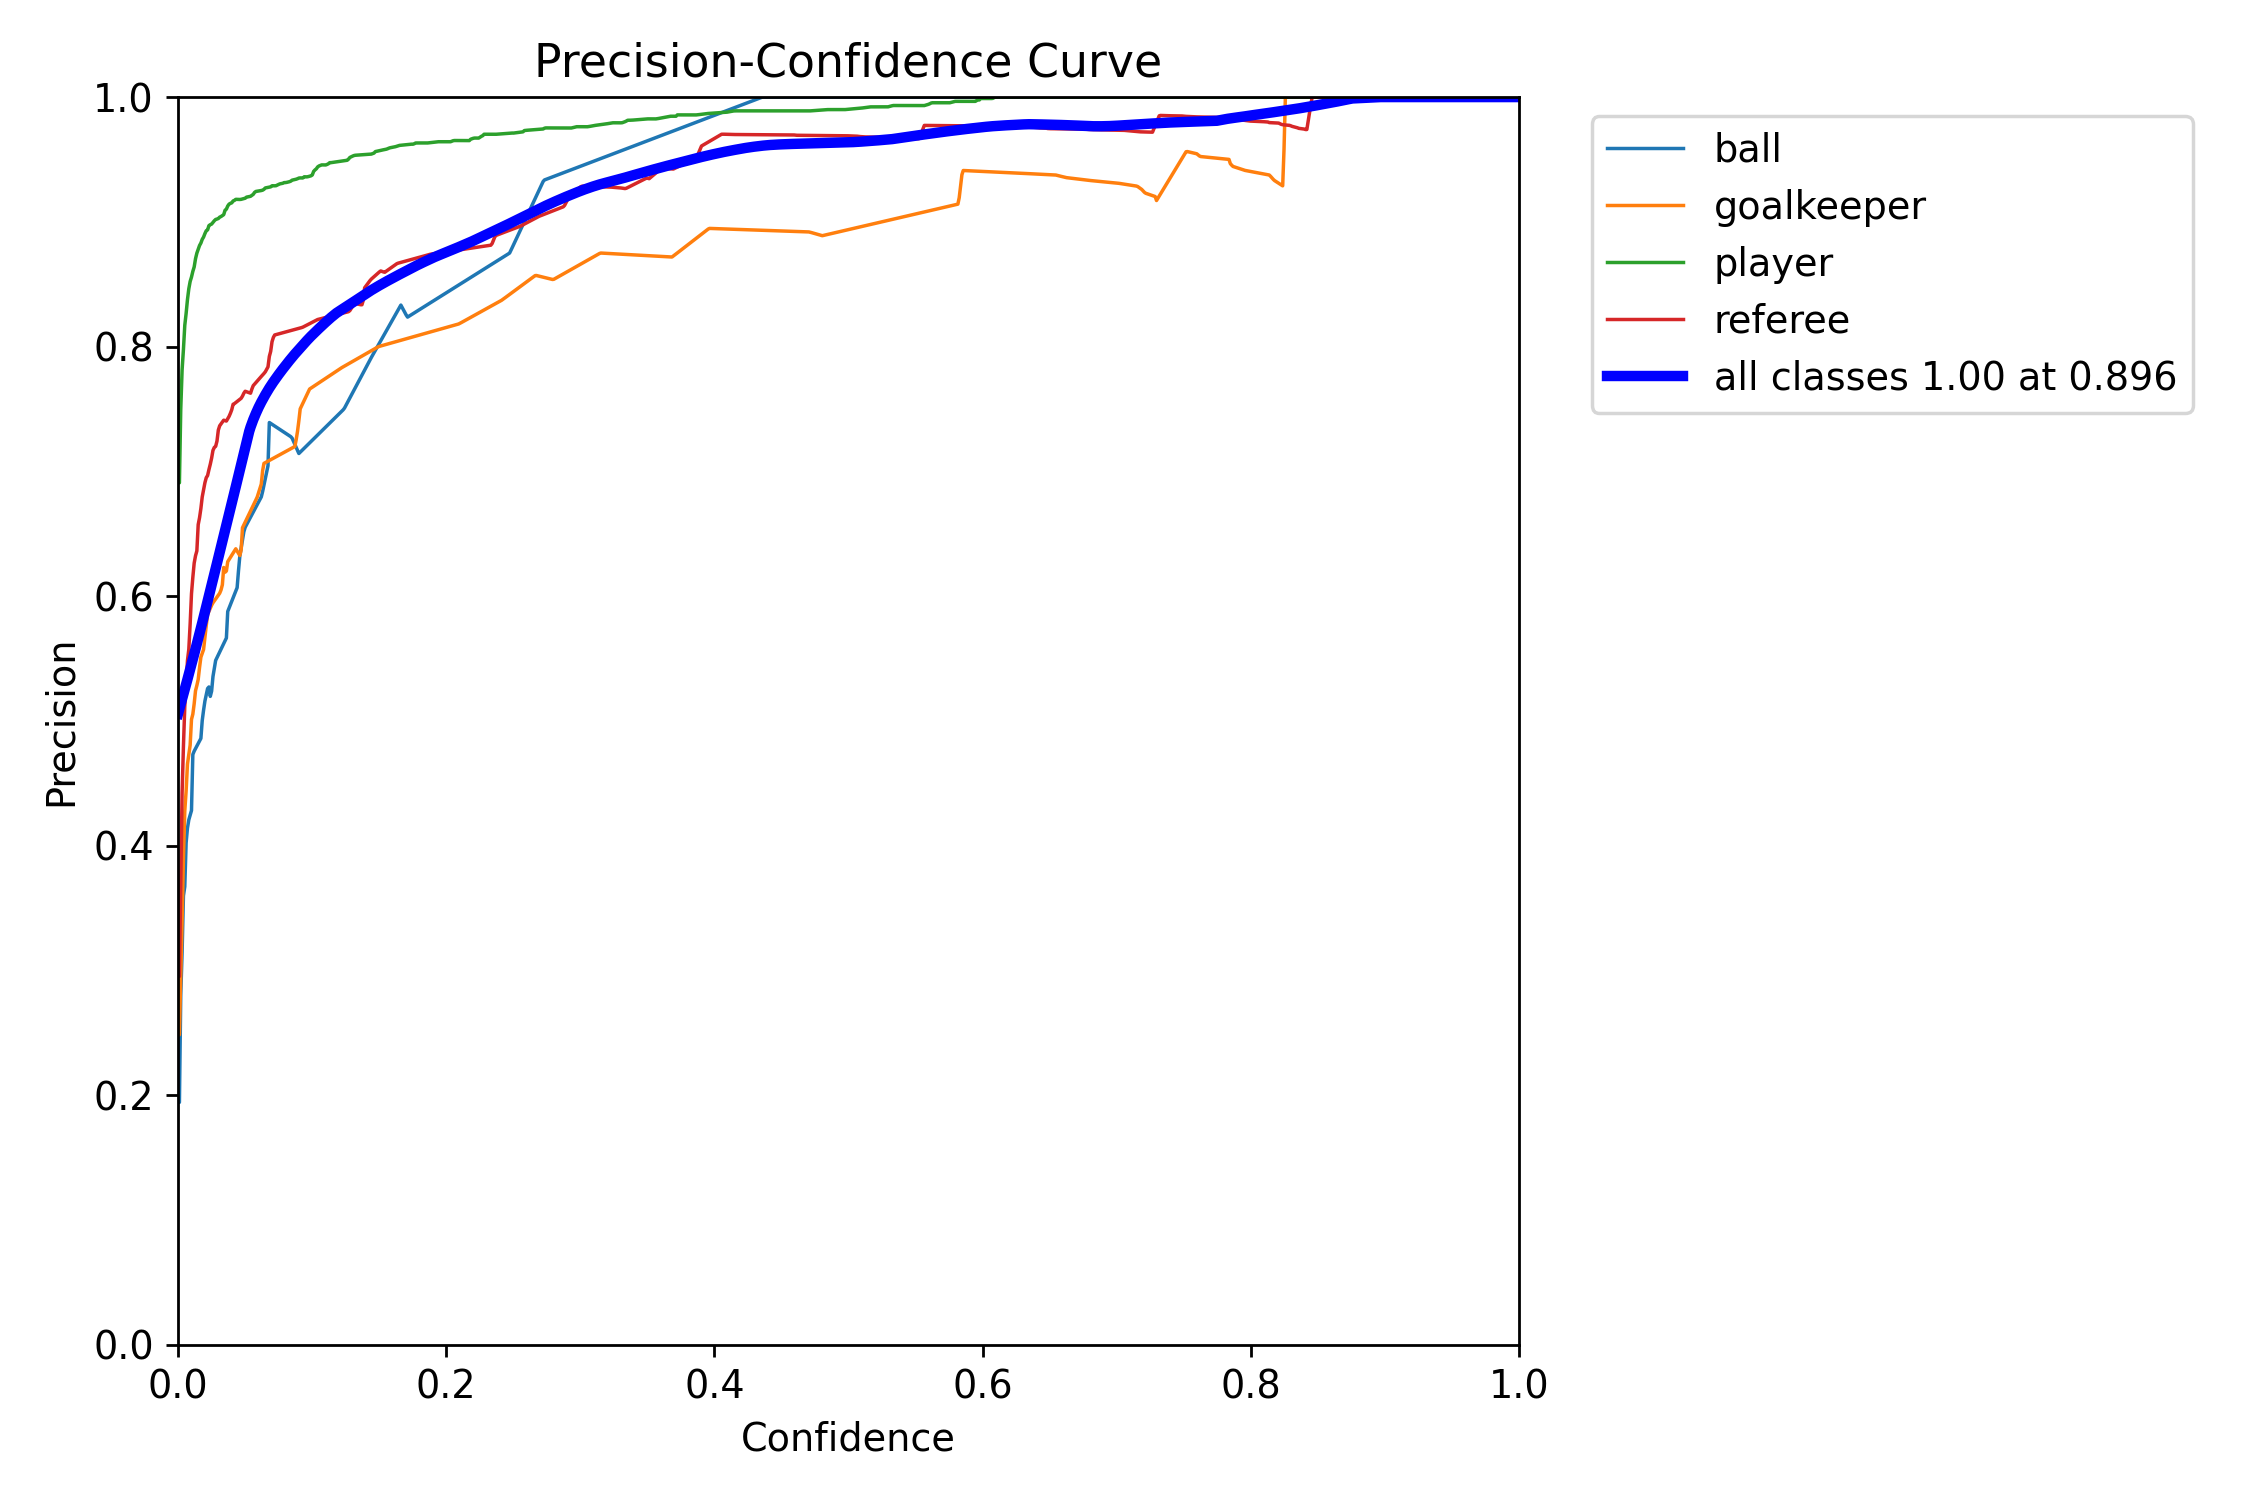 Precision-Confidence Curve
1.0
0.8
0.6
0.4
0.2
0.0
Precision
0.0 0.2 0.4 0.6 0.8 1.0
Confidence
ball
goalkeeper
player
referee
all classes 1.00 at 0.896